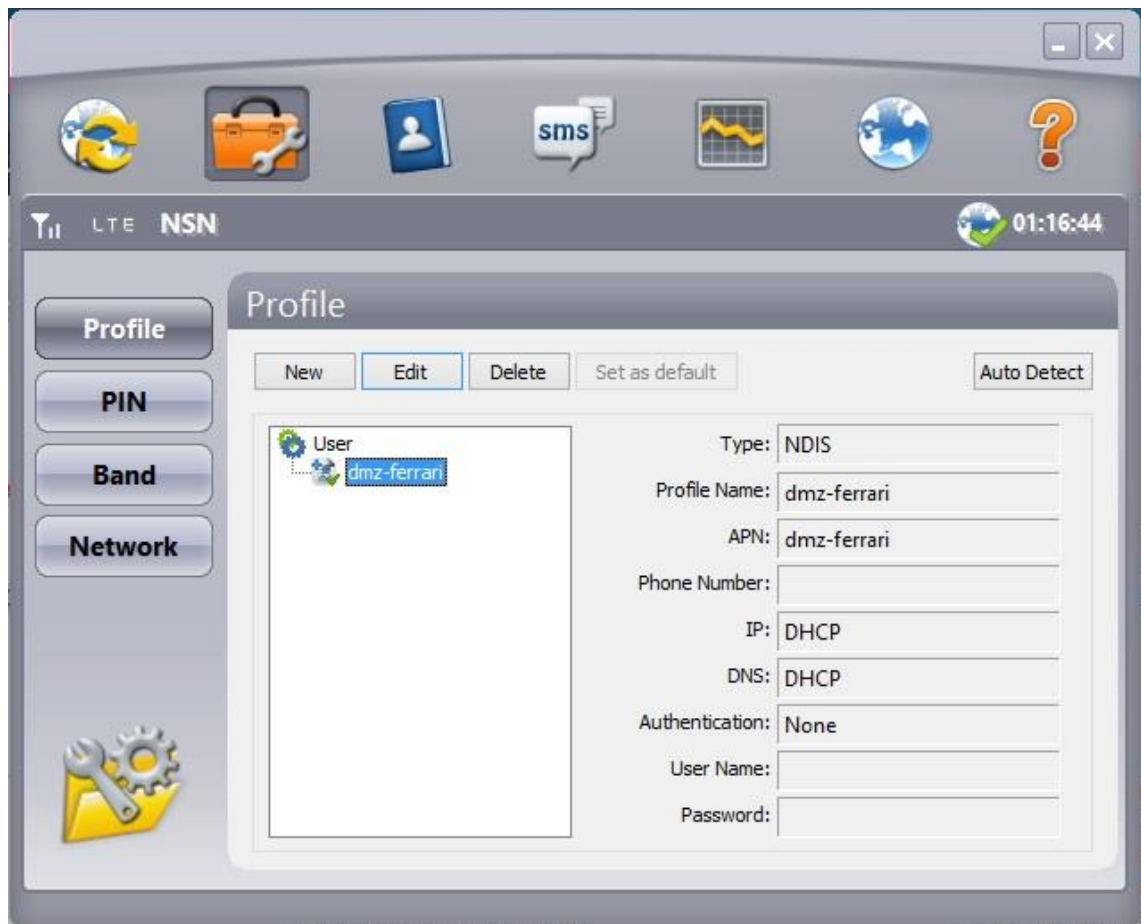 sms
LTE NSN 01:16:44
Profile
PIN
Band
Network
Profile
New Edit Delete Set as default Auto Detect
User
dmz-ferrari
Type: NDIS
Profile Name: dmz-ferrari
APN: dmz-ferrari
Phone Number:
IP: DHCP
DNS: DHCP
Authentication: None
User Name:
Password: